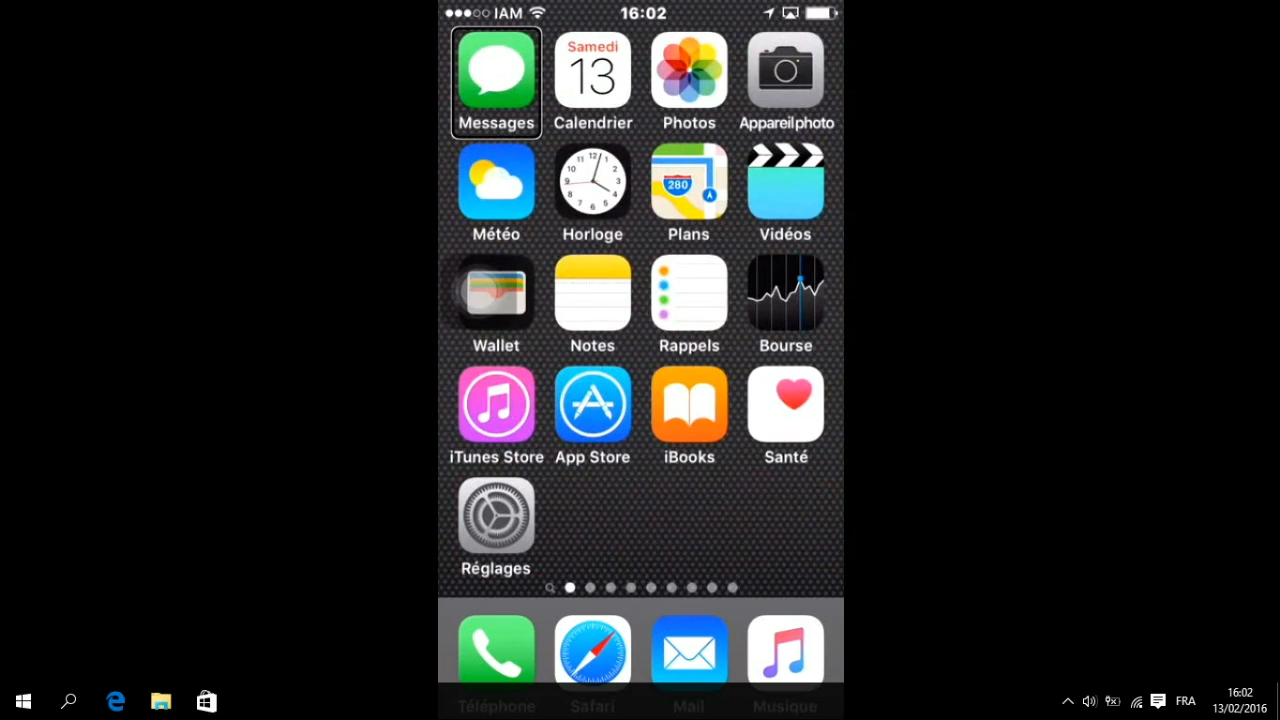 IAM 16:02
Samedi
13
Messages Calendrier Photos Appareil photo
280
Météo Horloge Plans Vidéos
Wallet Notes Rappels Bourse
iTunes Store App Store iBooks Santé
Réglages
Téléphone Safari Mail Musique
FRA
16:02
13/02/2016